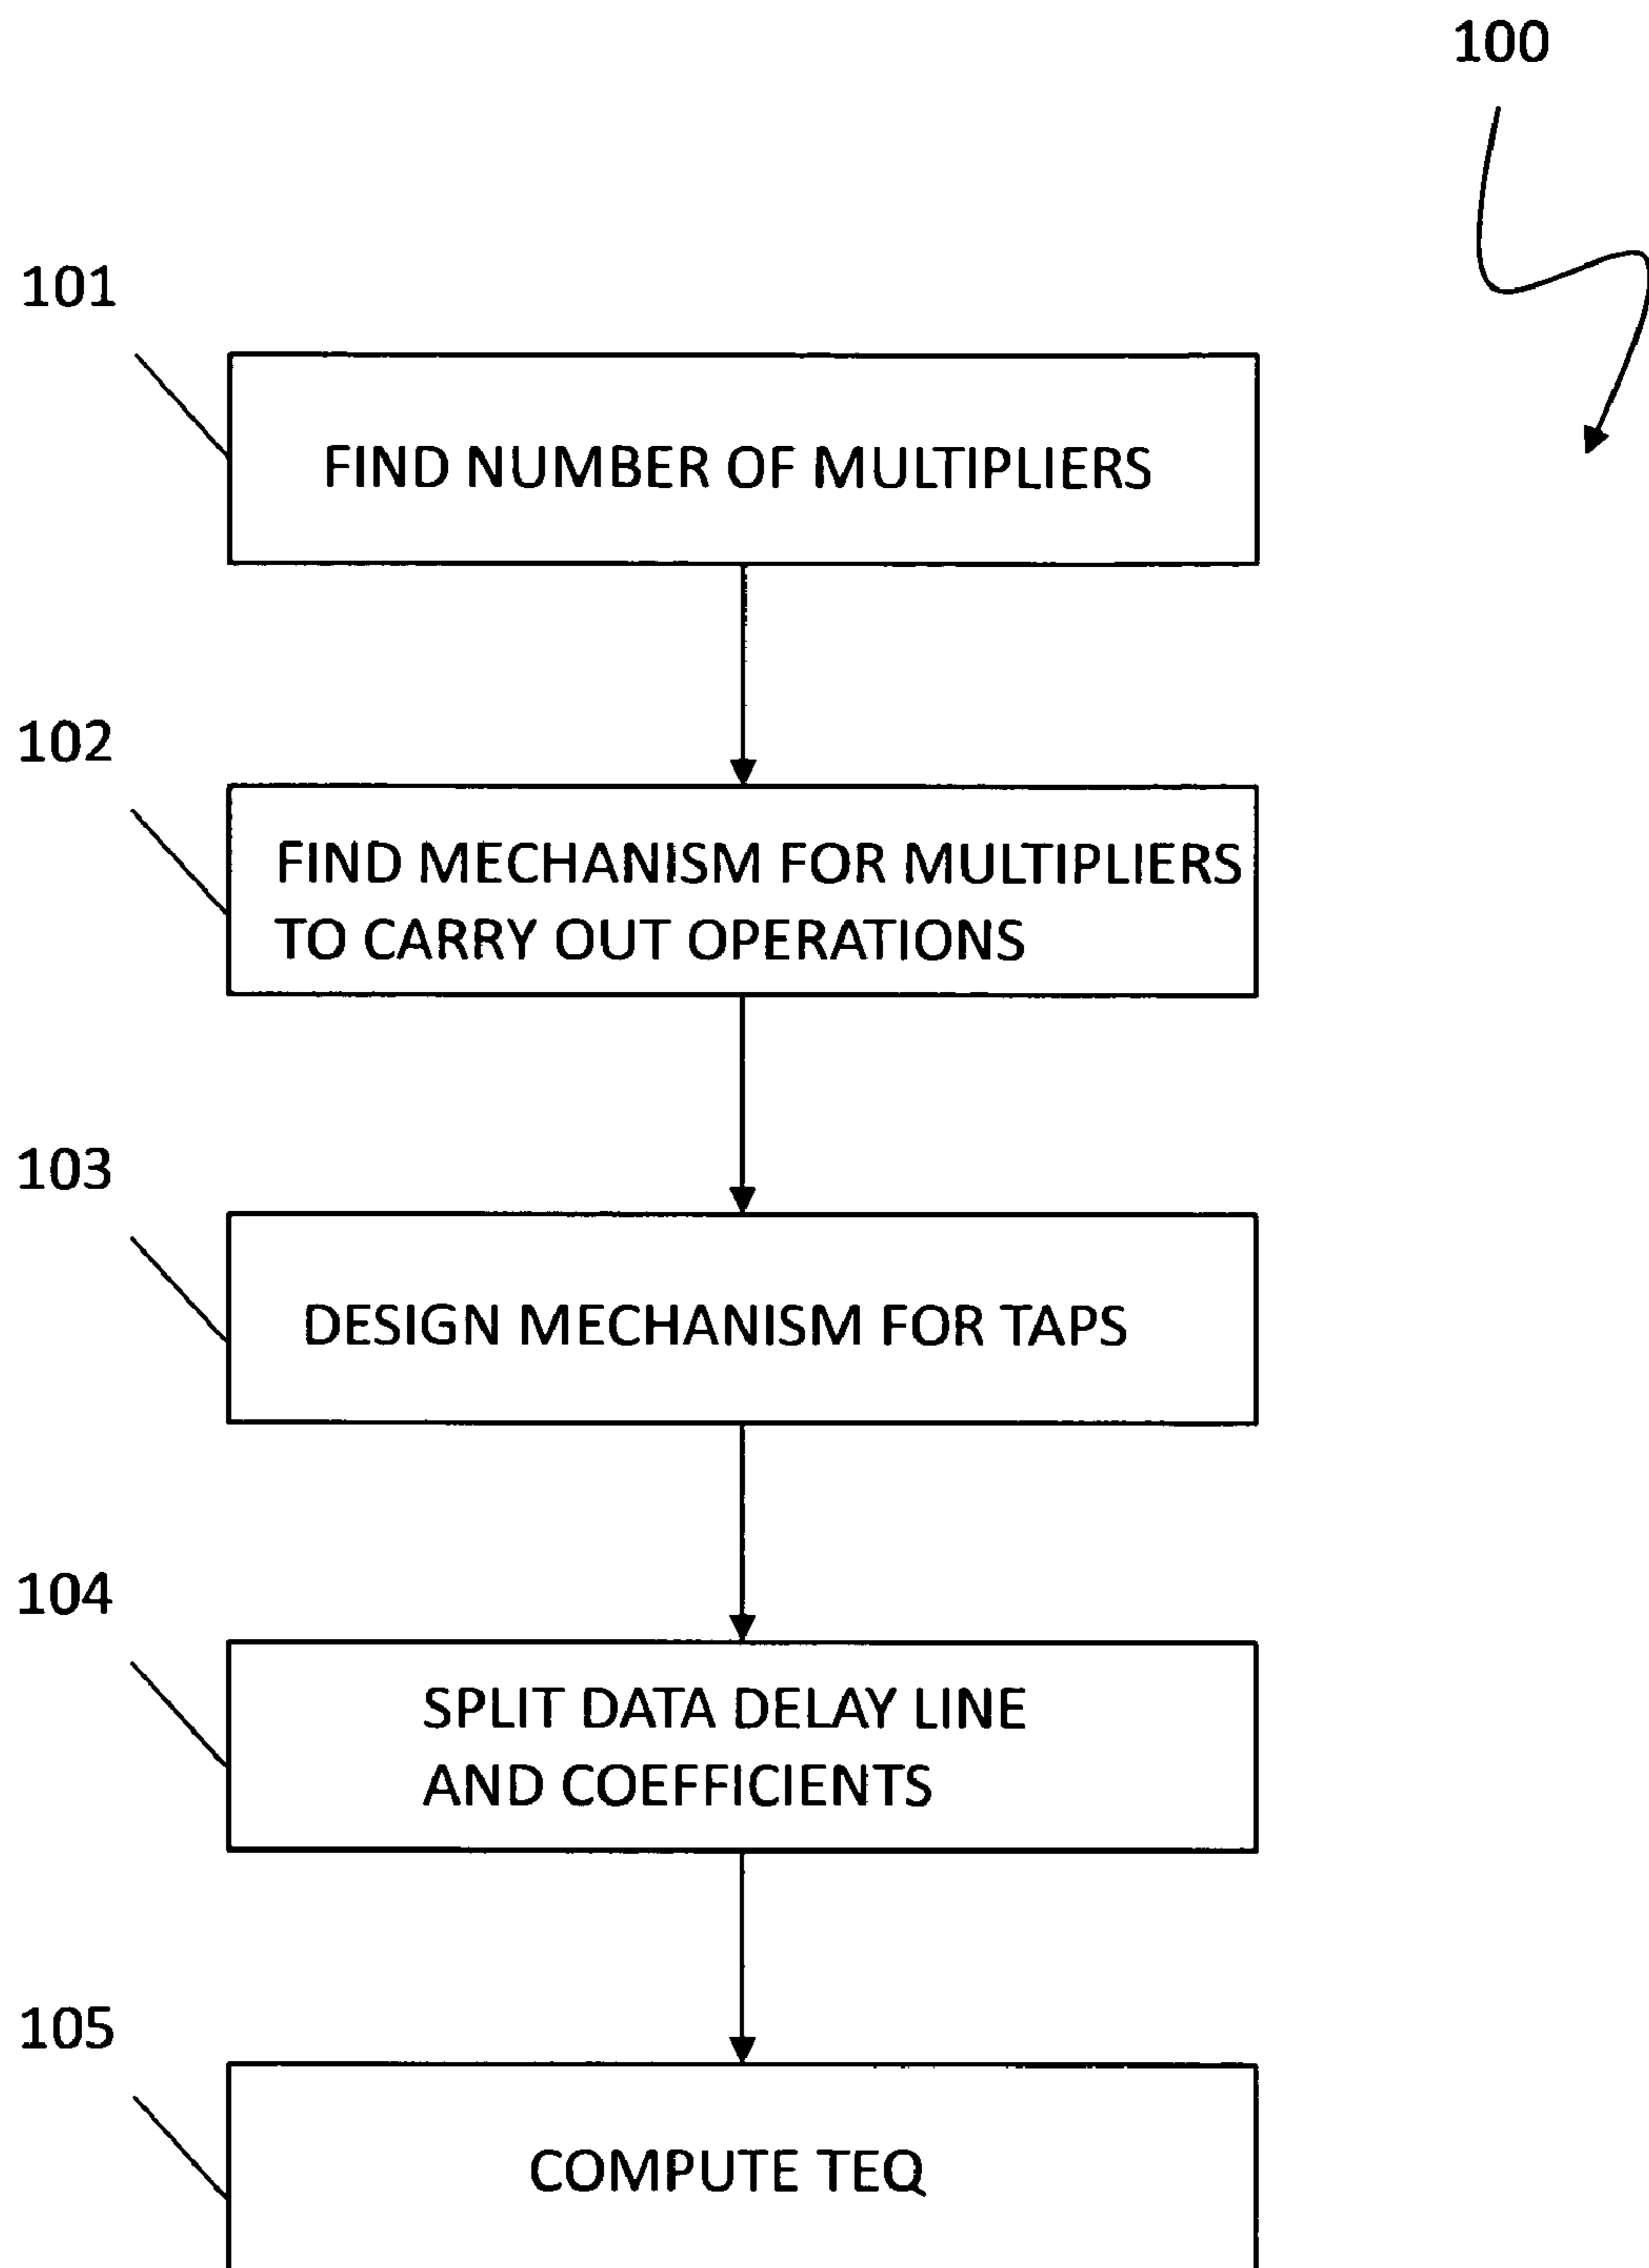 100
101
FIND NUMBER OF MULTIPLIERS
102
FIND MECHANISM FOR MULTIPLIERS
TO CARRY OUT OPERATIONS
103
DESIGN MECHANISM FOR TAPS
104
SPLIT DATA DELAY LINE
AND COEFFICIENTS
105
COMPUTE TEQ